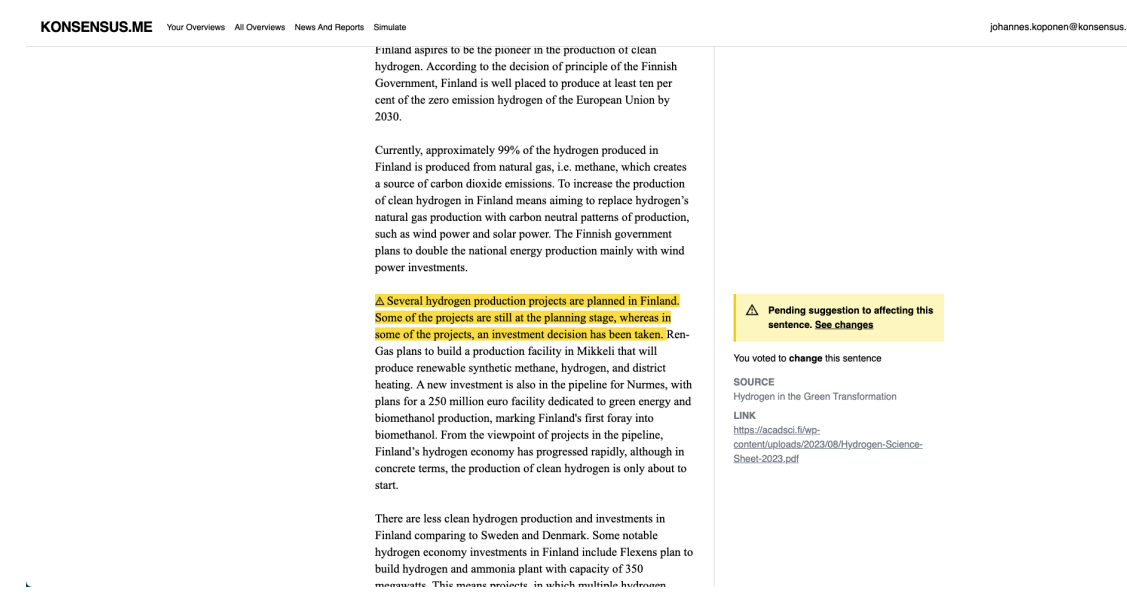 KONSENSUS.ME Your Overviews All Overviews News And Reports Simulate johannes.koponen@konsensus.
Finland aspires to be the pioneer in the production of clean
hydrogen. According to the decision of principle of the Finnish
Government, Finland is well placed to produce at least ten per
cent of the zero emission hydrogen of the European Union by
2030.
Currently, approximately 99% of the hydrogen produced in
Finland is produced from natural gas, i.e. methane, which creates
a source of carbon dioxide emissions. To increase the production
of clean hydrogen in Finland means aiming to replace hydrogen's
natural gas production with carbon neutral patterns of production,
such as wind power and solar power. The Finnish government
plans to double the national energy production mainly with wind
power investments.
⚠ Several hydrogen production projects are planned in Finland.
Some of the projects are still at the planning stage, whereas in
some of the projects, an investment decision has been taken. Ren-
Gas plans to build a production facility in Mikkeli that will
produce renewable synthetic methane, hydrogen, and district
heating. A new investment is also in the pipeline for Nurmes, with
plans for a 250 million euro facility dedicated to green energy and
biomethanol production, marking Finland's first foray into
biomethanol. From the viewpoint of projects in the pipeline,
Finland's hydrogen economy has progressed rapidly, although in
concrete terms, the production of clean hydrogen is only about to
start.
There are less clean hydrogen production and investments in
Finland comparing to Sweden and Denmark. Some notable
hydrogen economy investments in Finland include Flexens plan to
build hydrogen and ammonia plant with capacity of 350
megawatts. This means projects, in which multiple hydrogen
⚠ Pending suggestion to affecting this
sentence. See changes
You voted to change this sentence
SOURCE
Hydrogen in the Green Transformation
LINK
https://acadsci.fi/wp-
content/uploads/2023/08/Hydrogen-Science-
Sheet-2023.pdf